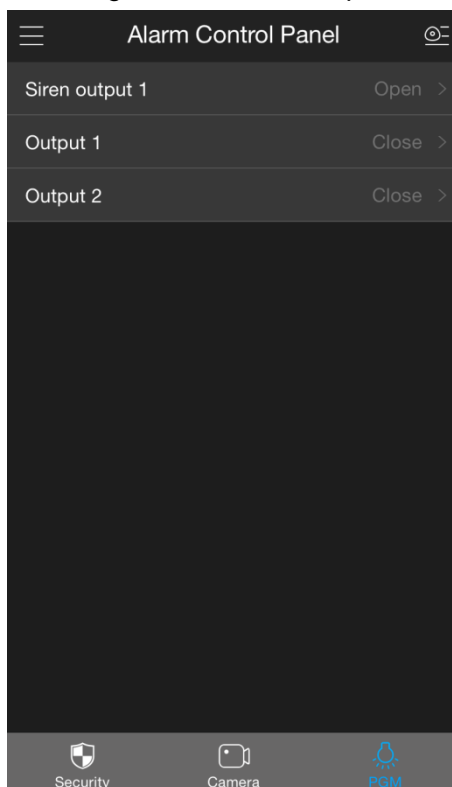 Alarm Control Panel
Siren output 1 Open >
Output 1 Close >
Output 2 Close >
Security Camera PGM